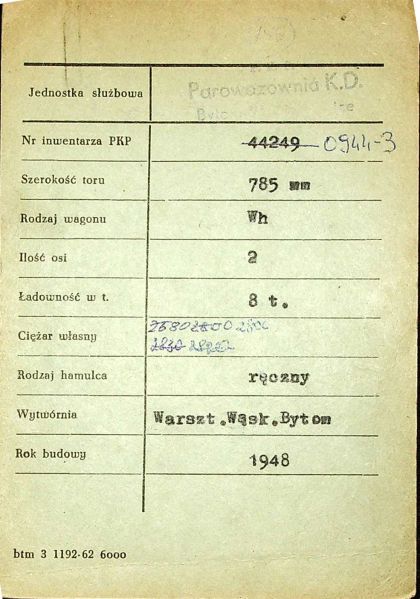 Jednostka służbowa
Parowozownia K.D.
Nr inwentarza PKP 44249 0944-3
Szerokość toru 785 mm
Rodzaj wagonu Wh
Ilość osi 2
Ładowność w t. 8 t.
Ciężar własny
Rodzaj hamulca ręczny
Wytwórnia Warszt.Wąsk.Bytom
Rok budowy 1948
btm 3 1192-62 6000